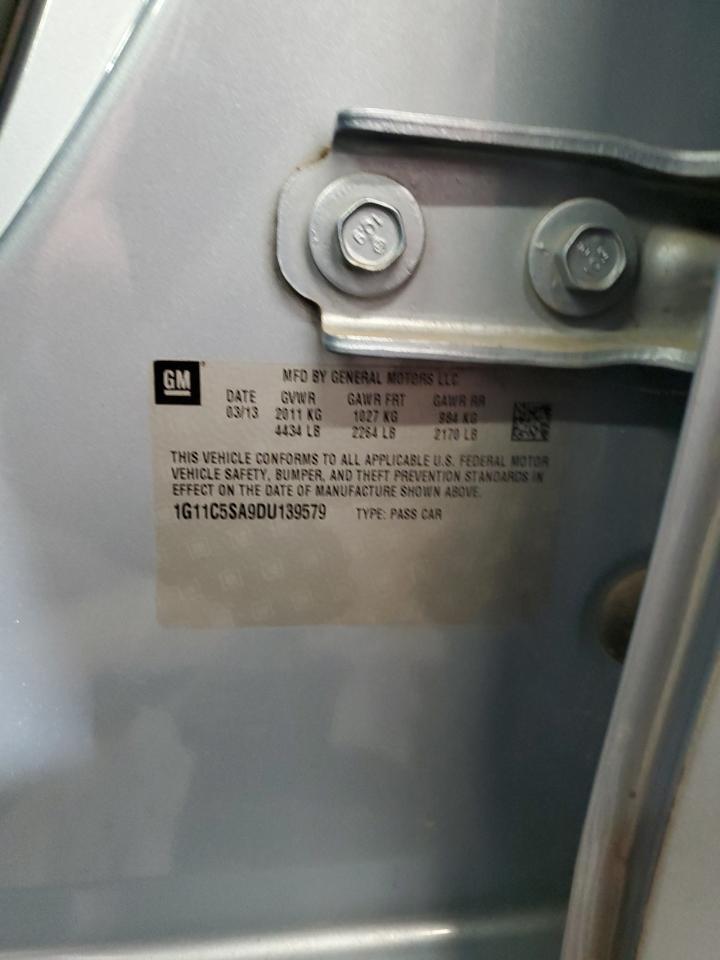 GM
MFD BY GENERAL MOTORS LLC
DATE GVWR GAWR FRT GAWR RR
03/13 2011 KG 1027 KG 984 KG
4434 LB 2264 LB 2170 LB
THIS VEHICLE CONFORMS TO ALL APPLICABLE U.S. FEDERAL MOTOR
VEHICLE SAFETY, BUMPER, AND THEFT PREVENTION STANDARDS IN
EFFECT ON THE DATE OF MANUFACTURE SHOWN ABOVE.
1G11C5SA9DU139579 TYPE: PASS CAR